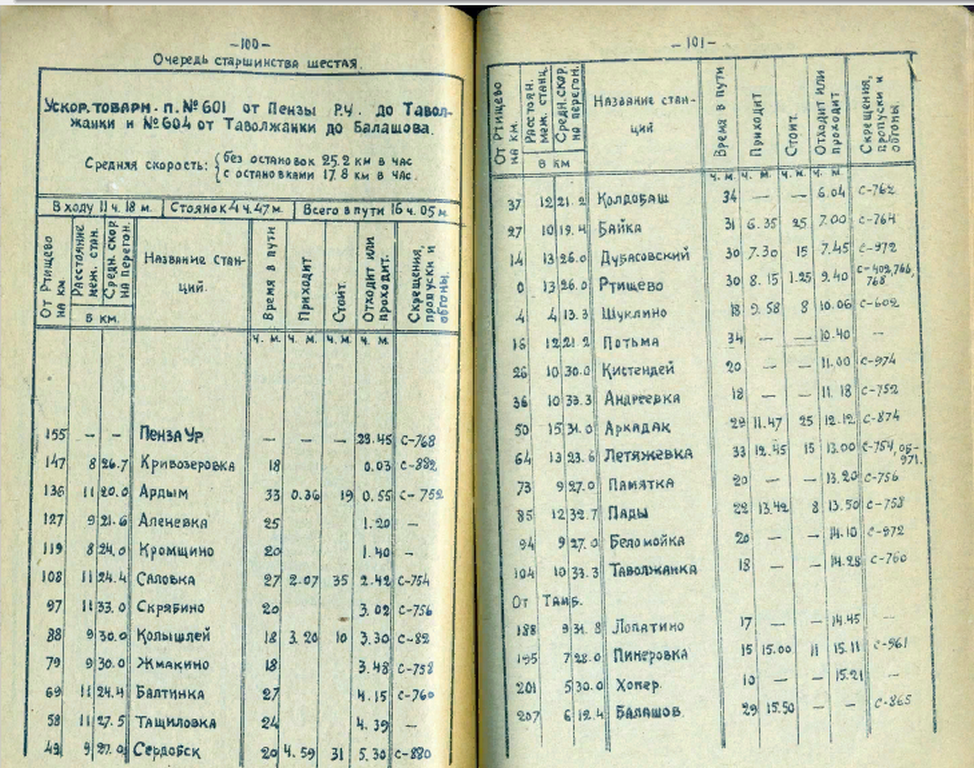 —100—
Очередь старшинства шестая.
Ускор. товарн. п. №601 от Пензы Р.У. до Таволжанки и №604 от Таволжанки до Балашова.
Средняя скорость: без остановок 25.2 км в час
с остановками 17.8 км в час.
В ходу 11 ч. 18 м. Стоянок 4 ч. 47 м. Всего в пути 16 ч. 05 м.
От Ртищево на км. Расстояние меж. стан. Средн. скор. на перегон. Название станций. Время в пути Приходит Стоит. Отходит или проходит. Скрещения, пропуски и обгоны.
в км.
ч. м. ч. м. ч. м. ч. м.
155 — — Пенза Ур. — — — 23.45 с-768
147 8 26.7 Кривозеровка 18 0.03 с-882
136 11 20.0 Ардым 33 0.36 19 0.55 с-752
127 9 21.6 Аленевка 25 1.20 —
119 8 24.0 Кромщино 20 1.40 —
108 11 24.4 Саловка 27 2.07 35 2.42 с-754
97 11 33.0 Скрябино 20 3.02 с-756
88 9 30.0 Колышлей 18 3.20 10 3.30 с-82
79 9 30.0 Жмакино 18 3.48 с-758
69 11 24.4 Балтинка 27 4.15 с-760
58 11 27.5 Тащиловка 24 4.39 —
49 9 27.0 Сердобск 20 4.59 31 5.30 с-880
—101—
От Ртищево на км. Расстоян. меж. станц. Средн. скор. на перегон. Название станций Время в пути Приходит Стоит. Отходит или проходит Скрещения, пропуски и обгоны.
в км
ч. м. ч. м. ч. м.
37 12 21.2 Колдобаш 34 — — 6.04 с-762
27 10 19.4 Байка 31 6.35 25 7.00 с-764
14 13 26.0 Дубасовский 30 7.30 15 7.45 с-972
0 13 26.0 Ртищево 30 8.15 1.25 9.40 с-402, 766, 768
4 4 13.3 Шуклино 18 9.58 8 10.06 с-602
16 12 21.2 Потьма 34 — — 10.40 —
26 10 30.0 Кистендей 20 — — 11.00 с-974
36 10 33.3 Андреевка 18 — — 11.18 с-752
50 15 31.0 Аркадак 29 11.47 25 12.12 с-874
64 13 23.6 Летяжевка 33 12.45 15 13.00 с-754, об-971.
73 9 27.0 Памятка 20 — — 13.20 с-756
85 12 32.7 Пады 22 13.42 8 13.50 с-758
94 9 27.0 Беломойка 20 — — 14.10 с-972
104 10 33.3 Таволжанка 18 — — 14.28 с-760
От Тамб.
188 9 31.8 Лопатино 17 — — 14.45 —
195 7 28.0 Пинеровка 15 15.00 11 15.11 с-961
201 5 30.0 Хопер. 10 — — 15.21 —
207 6 12.4 Балашов. 29 15.50 — — с-865